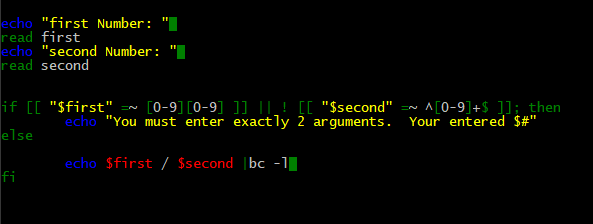 echo "first Number: "
read first
echo "second Number: "
read second
if [[ "$first" =~ [0-9][0-9] ]] || ! [[ "$second" =~ ^[0-9]+$ ]]; then
echo "You must enter exactly 2 arguments.  Your entered $#"
else
echo $first / $second |bc -l
fi